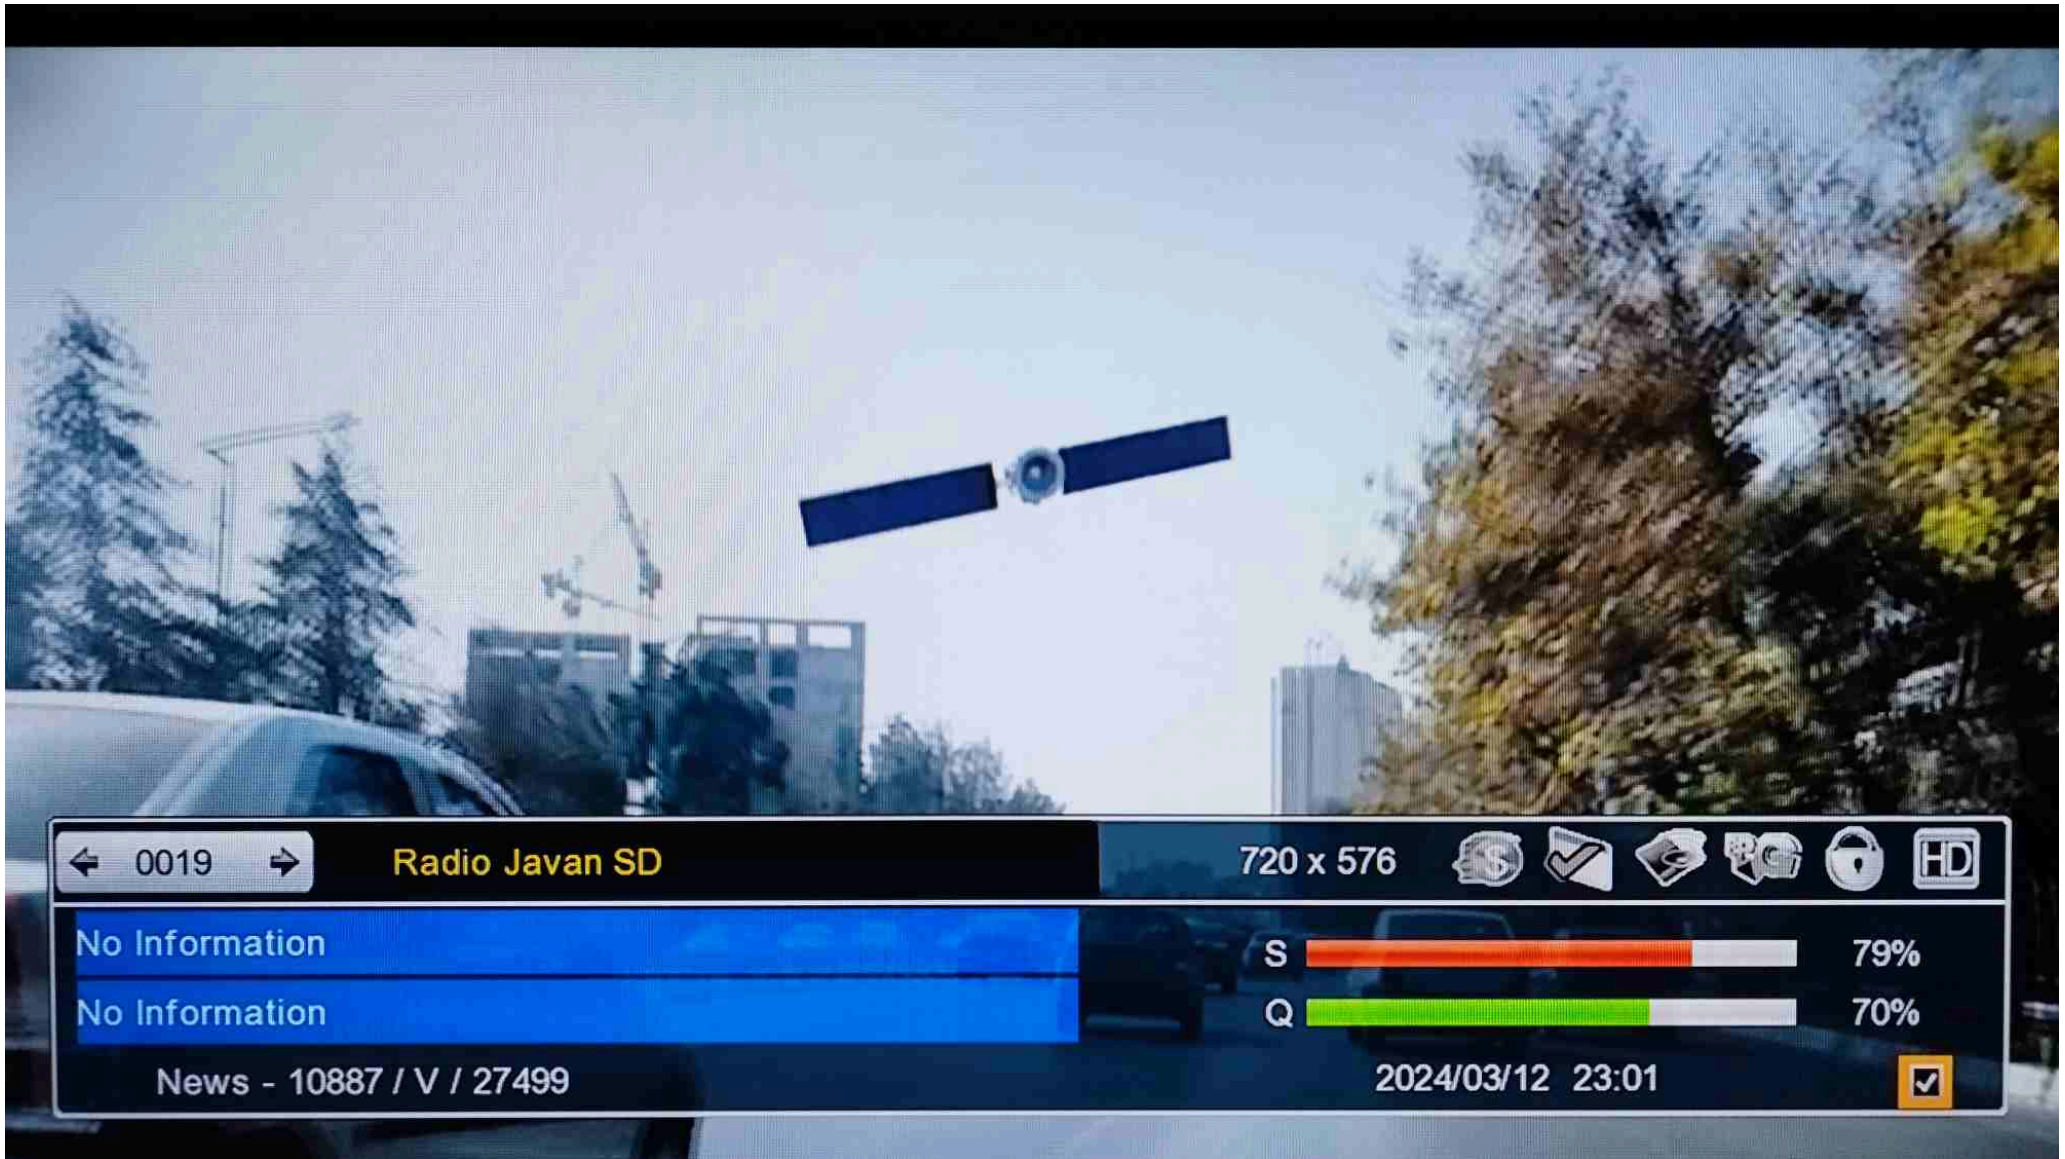 0019
Radio Javan SD
720 x 576
HD
No Information
S 79%
No Information
Q 70%
News - 10887 / V / 27499
2024/03/12 23:01